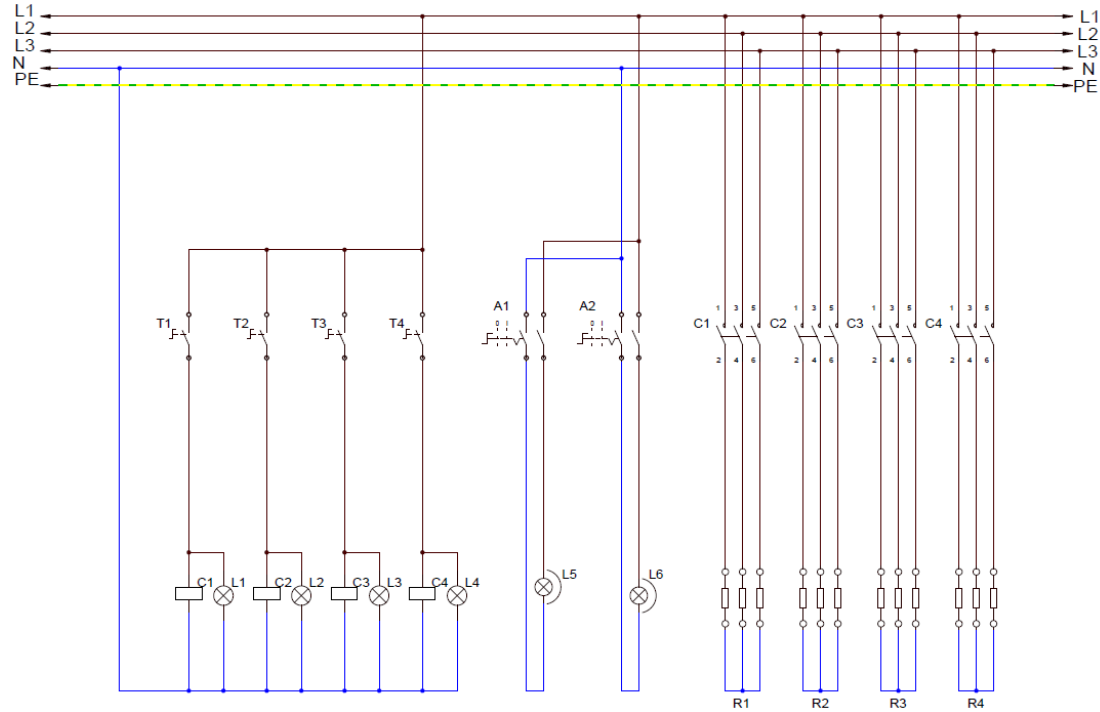 L1 L1
L2 L2
L3 L3
N N
PE PE
A1 A2
0 I 0 I
1 3 5 1 3 5 1 3 5 1 3 5
T1 T2 T3 T4 C1 C2 C3 C4
2 4 6 2 4 6 2 4 6 2 4 6
C1 L1 C2 L2 C3 L3 C4 L4 L5 L6
R1 R2 R3 R4